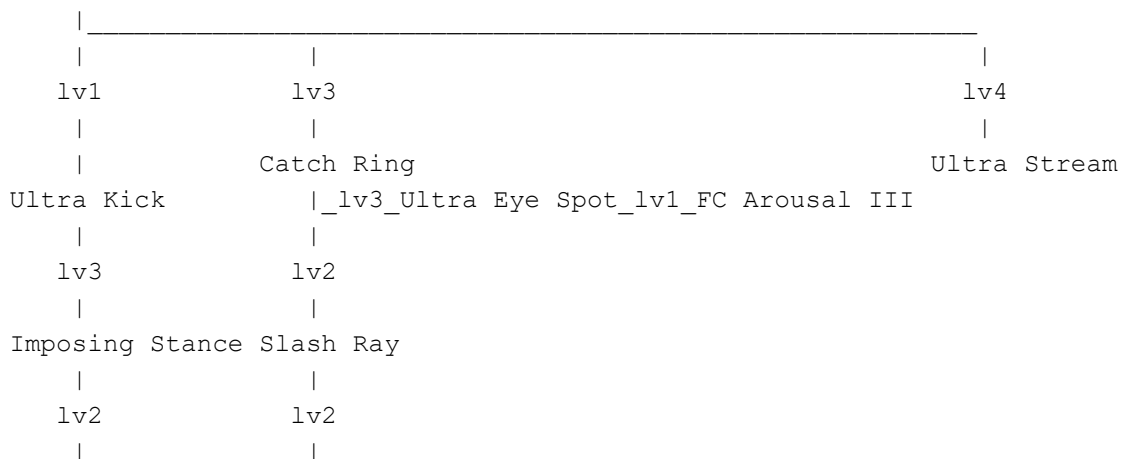 |_________________________________________________________
| | |
lv1 lv3 lv4
| | |
| Catch Ring Ultra Stream
Ultra Kick |_lv3_Ultra Eye Spot_lv1_FC Arousal III
| |
lv3 lv2
| |
Imposing Stance Slash Ray
| |
lv2 lv2
| |